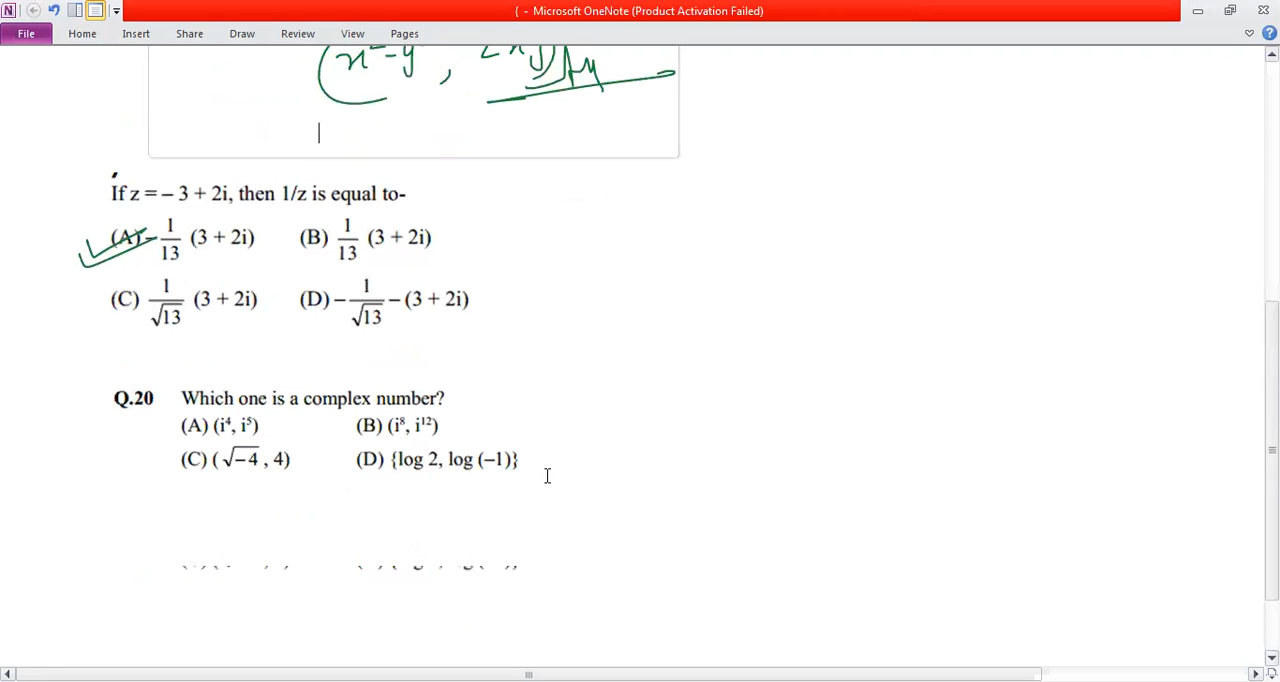 { - Microsoft OneNote (Product Activation Failed)
File Home Insert Share Draw Review View Pages
If z = – 3 + 2i, then 1/z is equal to-
(A) – 1/13 (3 + 2i) (B) 1/13 (3 + 2i)
(C) 1/√13 (3 + 2i) (D) – 1/√13 – (3 + 2i)
Q.20 Which one is a complex number?
(A) (i⁴, i⁵) (B) (i⁸, i¹²)
(C) (√–4, 4) (D) {log 2, log (–1)}